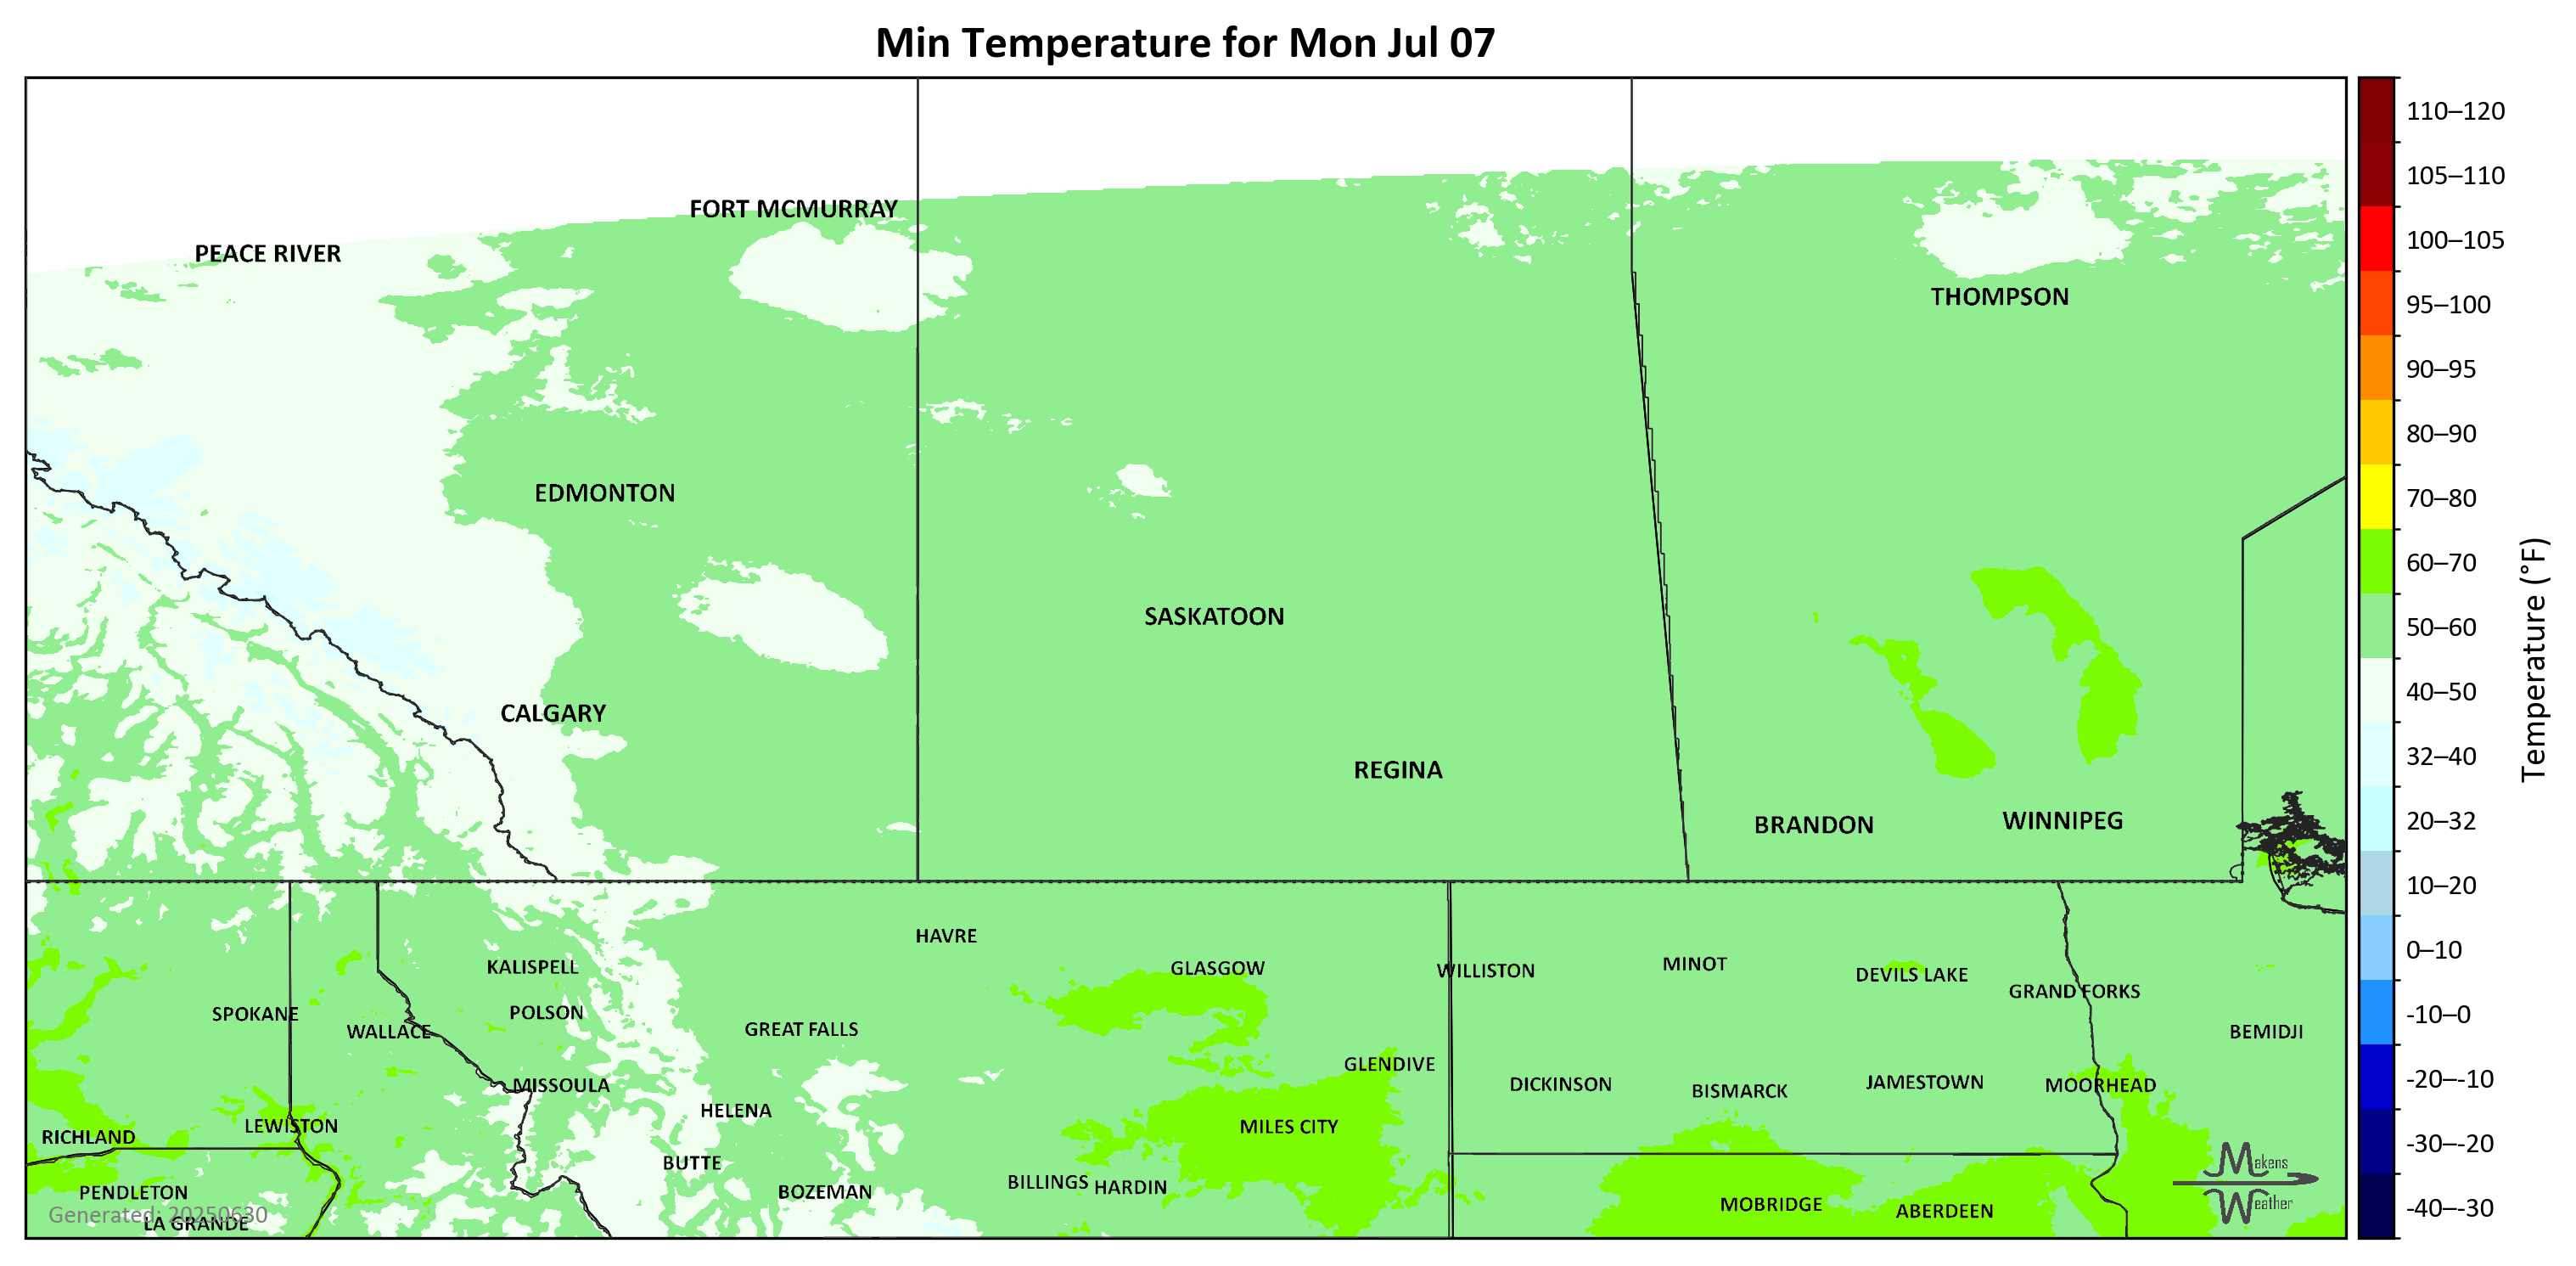 Min Temperature for Mon Jul 07
FORT MCMURRAY
PEACE RIVER
THOMPSON
EDMONTON
SASKATOON
CALGARY
REGINA
BRANDON
WINNIPEG
HAVRE
KALISPELL
GLASGOW
WILLISTON
MINOT
DEVILS LAKE
GRAND FORKS
SPOKANE
POLSON
WALLACE
GREAT FALLS
BEMIDJI
GLENDIVE
MISSOULA
DICKINSON
BISMARCK
JAMESTOWN
MOORHEAD
HELENA
LEWISTON
MILES CITY
RICHLAND
BUTTE
BILLINGS
HARDIN
PENDLETON
BOZEMAN
MOBRIDGE
ABERDEEN
LA GRANDE
Generated: 20250630
Makens
Weather
110–120
105–110
100–105
95–100
90–95
80–90
70–80
60–70
50–60
40–50
32–40
20–32
10–20
0–10
-10–0
-20–-10
-30–-20
-40–-30
Temperature (°F)